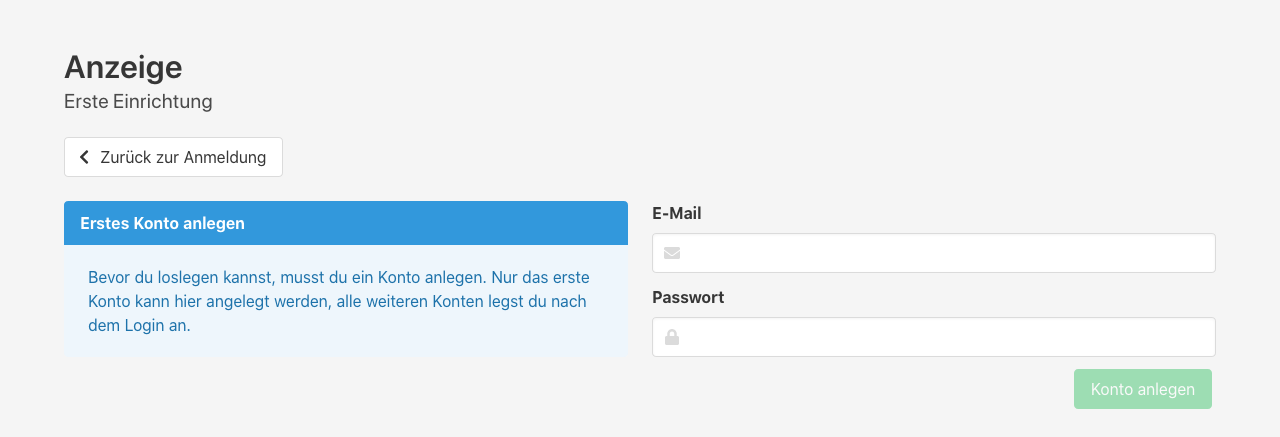 Anzeige
Erste Einrichtung
Zurück zur Anmeldung
Erstes Konto anlegen
Bevor du loslegen kannst, musst du ein Konto anlegen. Nur das erste
Konto kann hier angelegt werden, alle weiteren Konten legst du nach
dem Login an.
E-Mail
Passwort
Konto anlegen